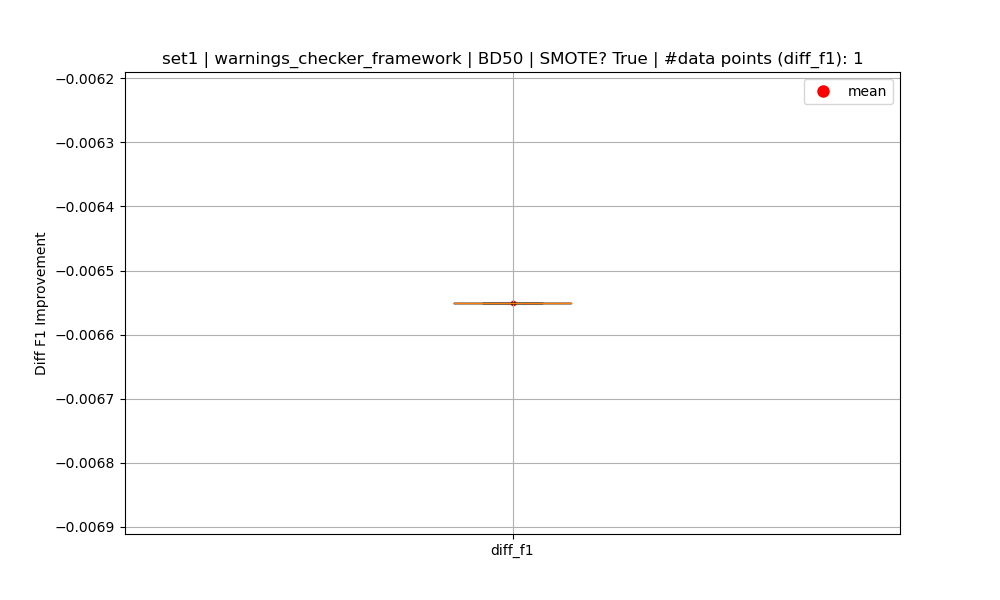 set1 | warnings_checker_framework | BD50 | SMOTE? True | #data points (diff_f1): 1
mean
Diff F1 Improvement
−0.0062
−0.0063
−0.0064
−0.0065
−0.0066
−0.0067
−0.0068
−0.0069
diff_f1